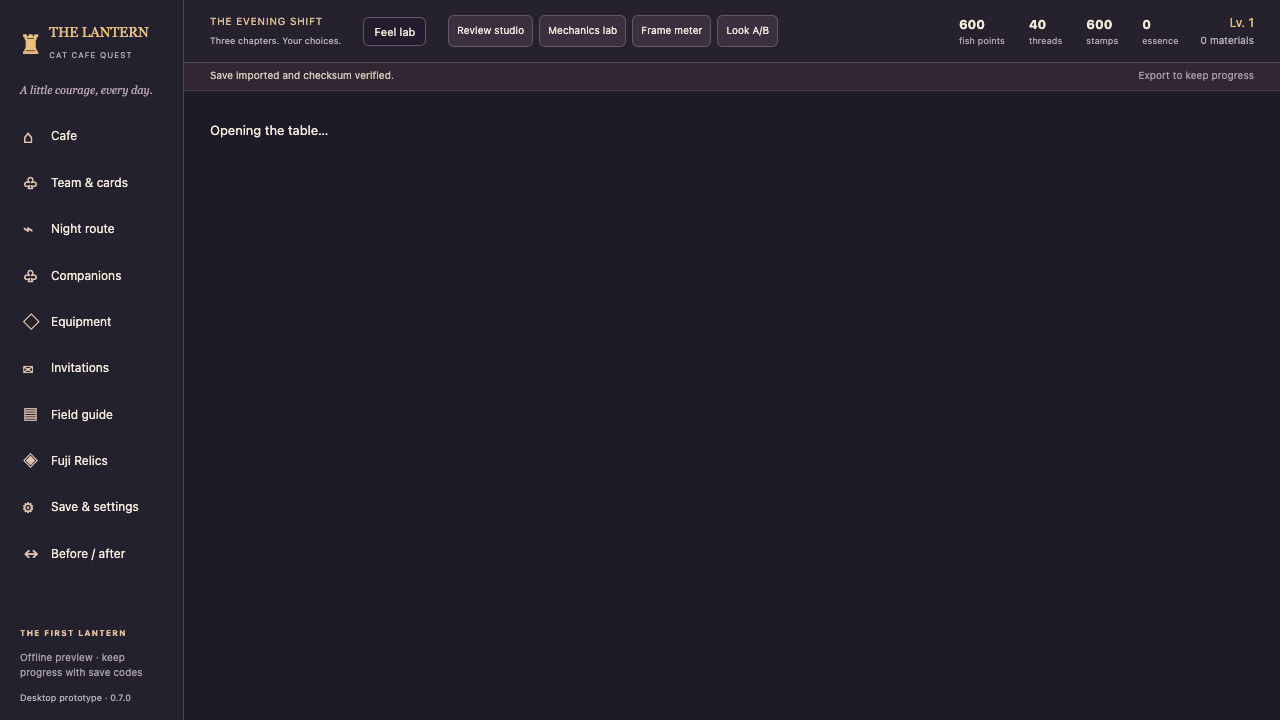 THE LANTERN
CAT CAFE QUEST
A little courage, every day.
Cafe
Team & cards
Night route
Companions
Equipment
Invitations
Field guide
Fuji Relics
Save & settings
Before / after
THE FIRST LANTERN
Offline preview · keep
progress with save codes
Desktop prototype · 0.7.0
THE EVENING SHIFT
Three chapters. Your choices.
Feel lab
Review studio
Mechanics lab
Frame meter
Look A/B
600
fish points
40
threads
600
stamps
0
essence
Lv. 1
0 materials
Save imported and checksum verified.
Export to keep progress
Opening the table…